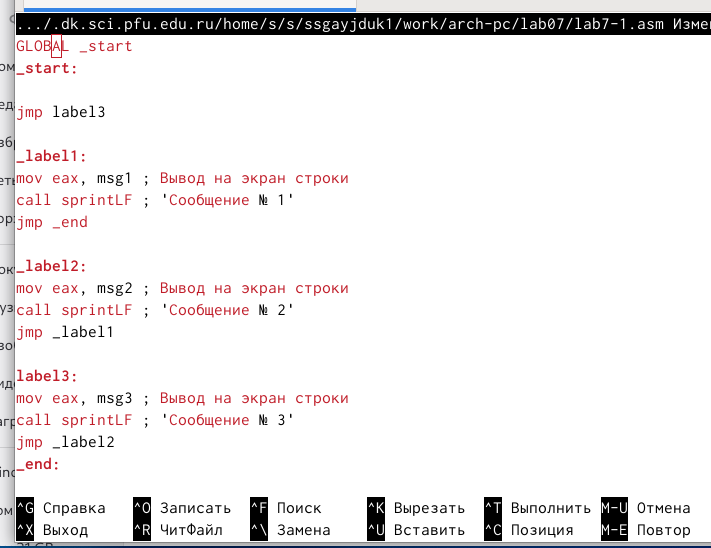 .../.dk.sci.pfu.edu.ru/home/s/s/ssgayjduk1/work/arch-pc/lab07/lab7-1.asm Изме
GLOBAL _start
_start:
jmp label3
_label1:
mov eax, msg1 ; Вывод на экран строки
call sprintLF ; 'Сообщение № 1'
jmp _end
_label2:
mov eax, msg2 ; Вывод на экран строки
call sprintLF ; 'Сообщение № 2'
jmp _label1
label3:
mov eax, msg3 ; Вывод на экран строки
call sprintLF ; 'Сообщение № 3'
jmp _label2
_end:
^G Справка ^O Записать ^F Поиск ^K Вырезать ^T Выполнить M-U Отмена
^X Выход ^R ЧитФайл ^\ Замена ^U Вставить ^C Позиция M-E Повтор